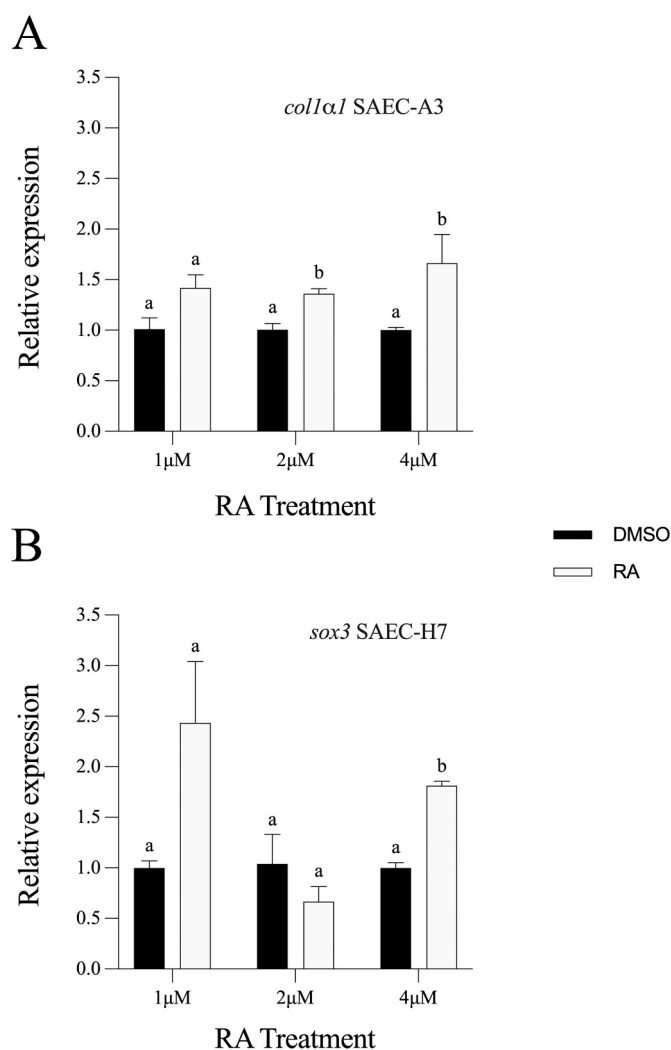 A
3.5
3.0
2.5
2.0
1.5
1.0
0.5
0.0
Relative expression
col1α1 SAEC-A3
a
a
a
b
a
b
1μM
2μM
4μM
RA Treatment
DMSO
RA
B
3.5
3.0
2.5
2.0
1.5
1.0
0.5
0.0
Relative expression
sox3 SAEC-H7
a
a
a
a
a
b
1μM
2μM
4μM
RA Treatment